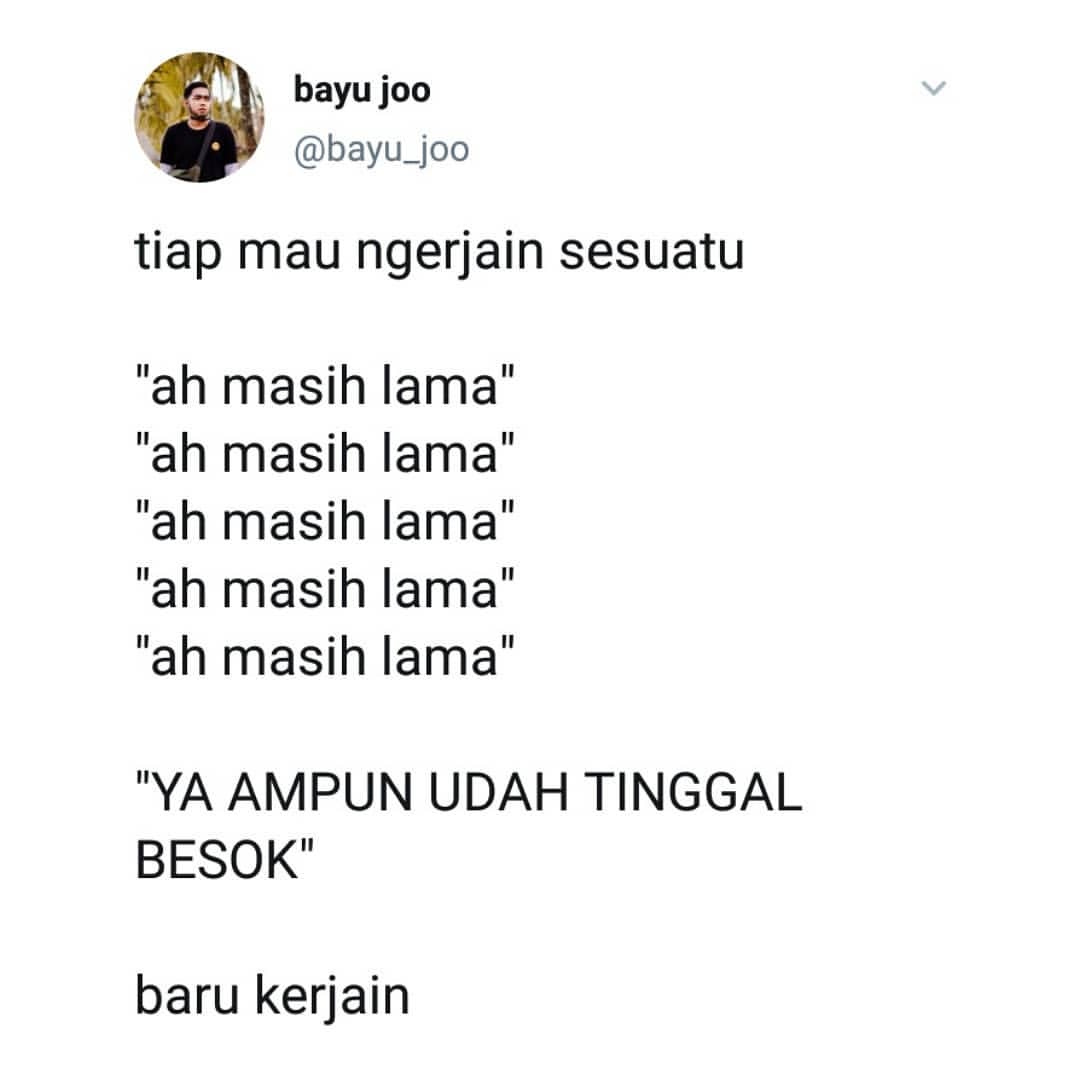 bayu joo
@bayu_joo
tiap mau ngerjain sesuatu
"ah masih lama"
"ah masih lama"
"ah masih lama"
"ah masih lama"
"ah masih lama"
"YA AMPUN UDAH TINGGAL
BESOK"
baru kerjain